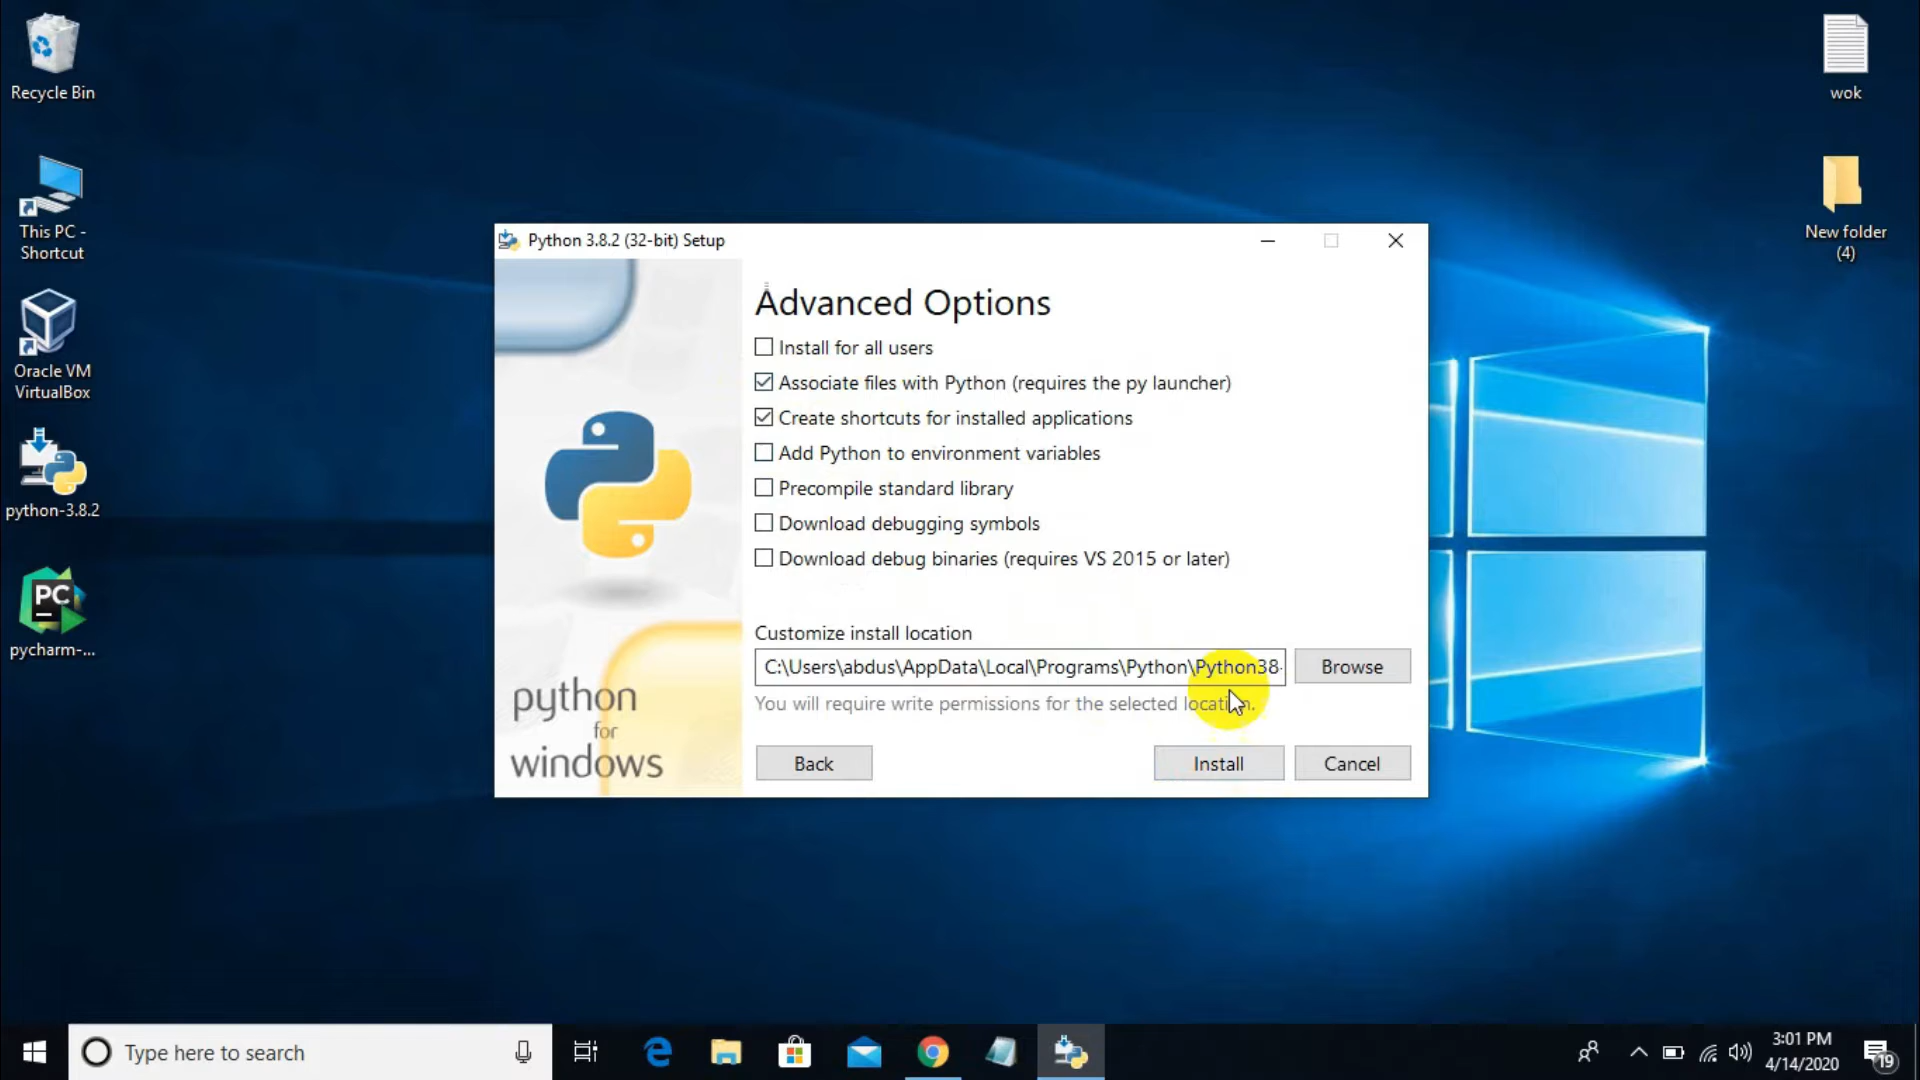 Recycle Bin
This PC -
Shortcut
Oracle VM
VirtualBox
python-3.8.2
PC
pycharm-...
wok
New folder
(4)
Python 3.8.2 (32-bit) Setup
Advanced Options
Install for all users
Associate files with Python (requires the py launcher)
Create shortcuts for installed applications
Add Python to environment variables
Precompile standard library
Download debugging symbols
Download debug binaries (requires VS 2015 or later)
Customize install location
C:\Users\abdus\AppData\Local\Programs\Python\Python38-
Browse
You will require write permissions for the selected location.
python
for
windows
Back
Install
Cancel
Type here to search
3:01 PM
4/14/2020
19